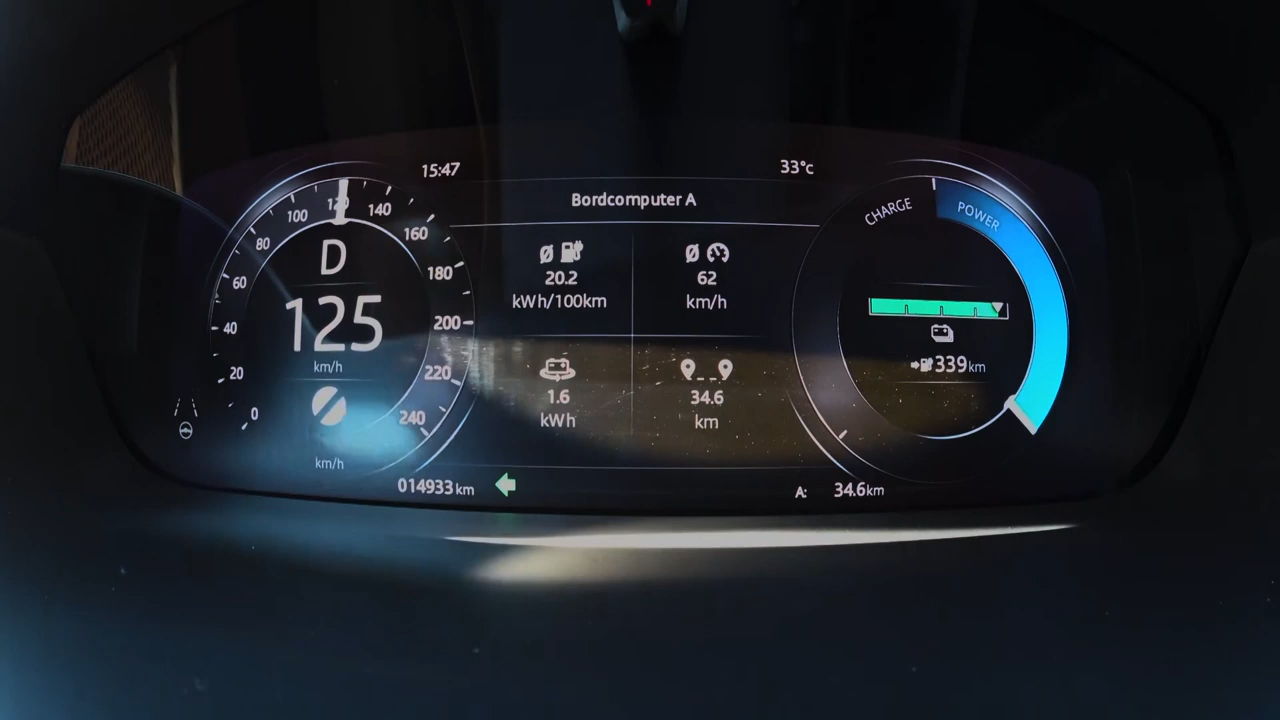 15:47
33°c
Bordcomputer A
0
20
40
60
80
100
120
140
160
180
200
220
240
D
125
km/h
km/h
Ø
20.2
kWh/100km
Ø
62
km/h
1.6
kWh
34.6
km
CHARGE
POWER
339km
014933km
A: 34.6km